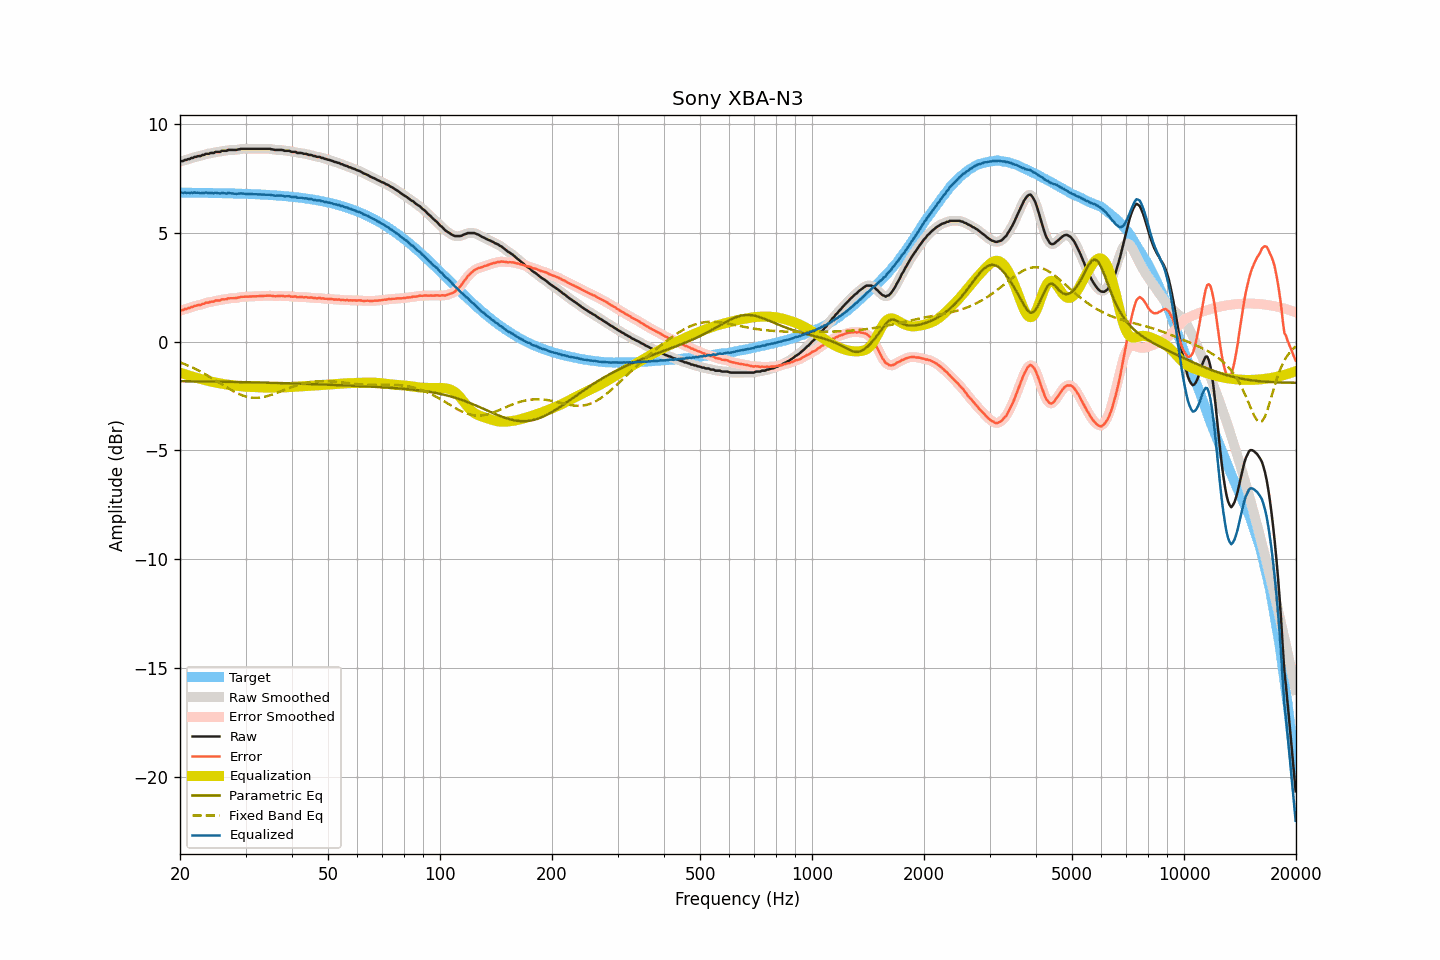 Sony XBA-N3
10
5
0
−5
−10
−15
−20
Amplitude (dBr)
Target
Raw Smoothed
Error Smoothed
Raw
Error
Equalization
Parametric Eq
Fixed Band Eq
Equalized
20 50 100 200 500 1000 2000 5000 10000 20000
Frequency (Hz)